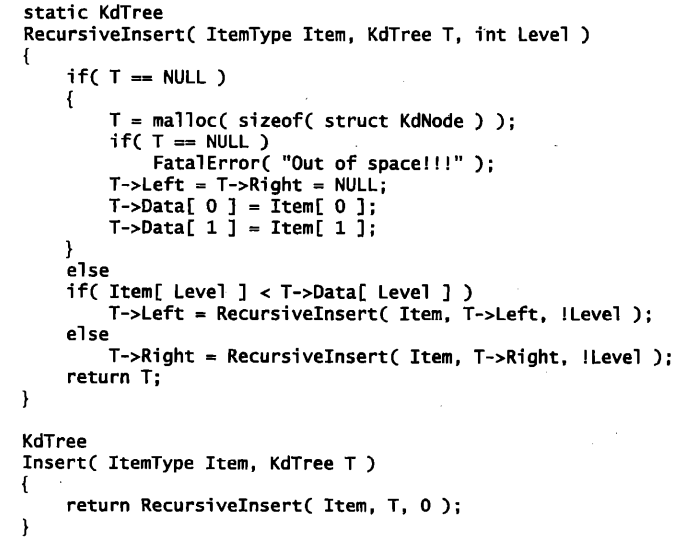 static KdTree
RecursiveInsert( ItemType Item, KdTree T, int Level )
{
    if( T == NULL )
    {
        T = malloc( sizeof( struct KdNode ) );
        if( T == NULL )
            FatalError( "Out of space!!!" );
        T->Left = T->Right = NULL;
        T->Data[ 0 ] = Item[ 0 ];
        T->Data[ 1 ] = Item[ 1 ];
    }
    else
    if( Item[ Level ] < T->Data[ Level ] )
        T->Left = RecursiveInsert( Item, T->Left, !Level );
    else
        T->Right = RecursiveInsert( Item, T->Right, !Level );
    return T;
}

KdTree
Insert( ItemType Item, KdTree T )
{
    return RecursiveInsert( Item, T, 0 );
}